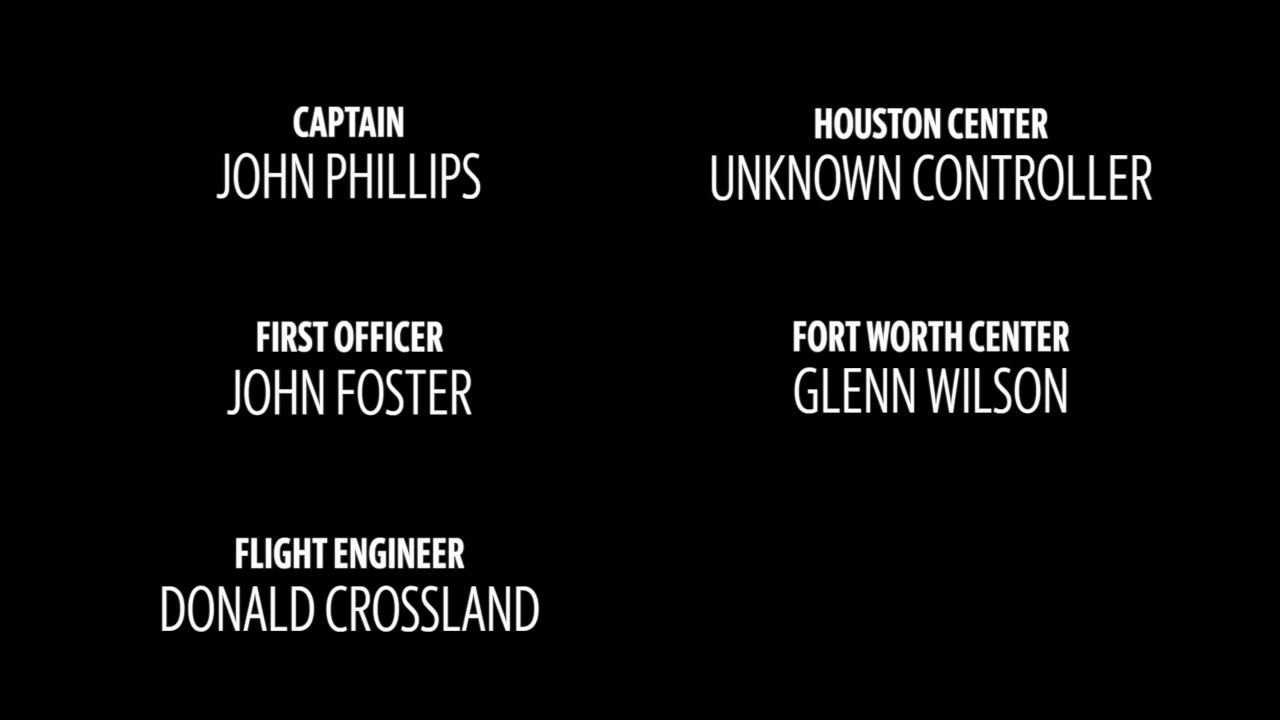 CAPTAIN
JOHN PHILLIPS
FIRST OFFICER
JOHN FOSTER
FLIGHT ENGINEER
DONALD CROSSLAND
HOUSTON CENTER
UNKNOWN CONTROLLER
FORT WORTH CENTER
GLENN WILSON